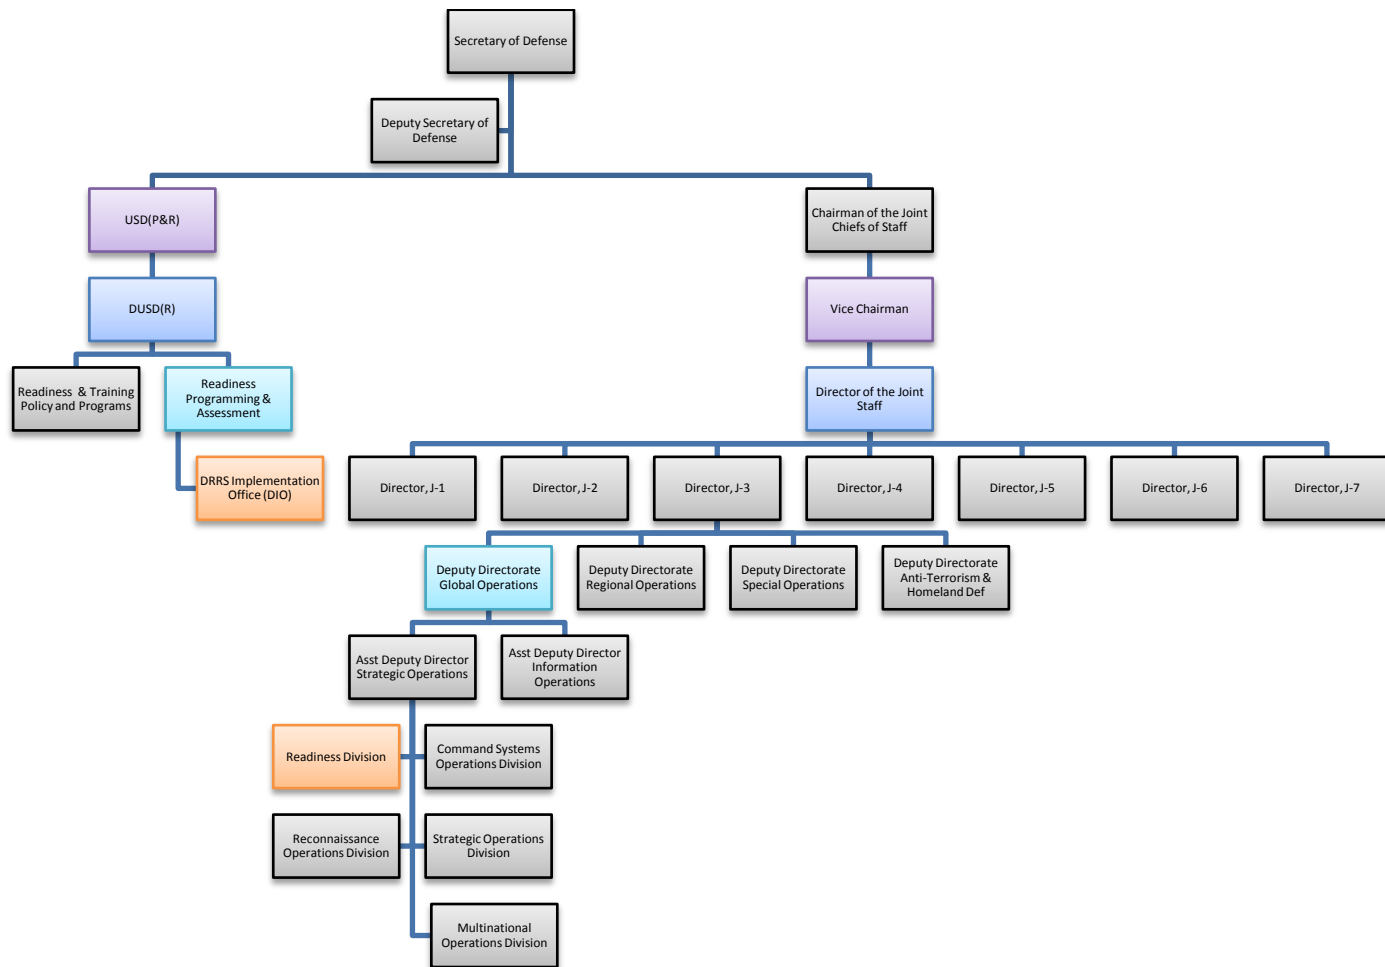 Secretary of Defense
Deputy Secretary of
Defense
USD(P&R)
Chairman of the Joint
Chiefs of Staff
DUSD(R)
Vice Chairman
Readiness & Training
Policy and Programs
Readiness
Programming &
Assessment
Director of the Joint
Staff
DRRS Implementation
Office (DIO)
Director, J-1
Director, J-2
Director, J-3
Director, J-4
Director, J-5
Director, J-6
Director, J-7
Deputy Directorate
Global Operations
Deputy Directorate
Regional Operations
Deputy Directorate
Special Operations
Deputy Directorate
Anti-Terrorism &
Homeland Def
Asst Deputy Director
Strategic Operations
Asst Deputy Director
Information
Operations
Readiness Division
Command Systems
Operations Division
Reconnaissance
Operations Division
Strategic Operations
Division
Multinational
Operations Division